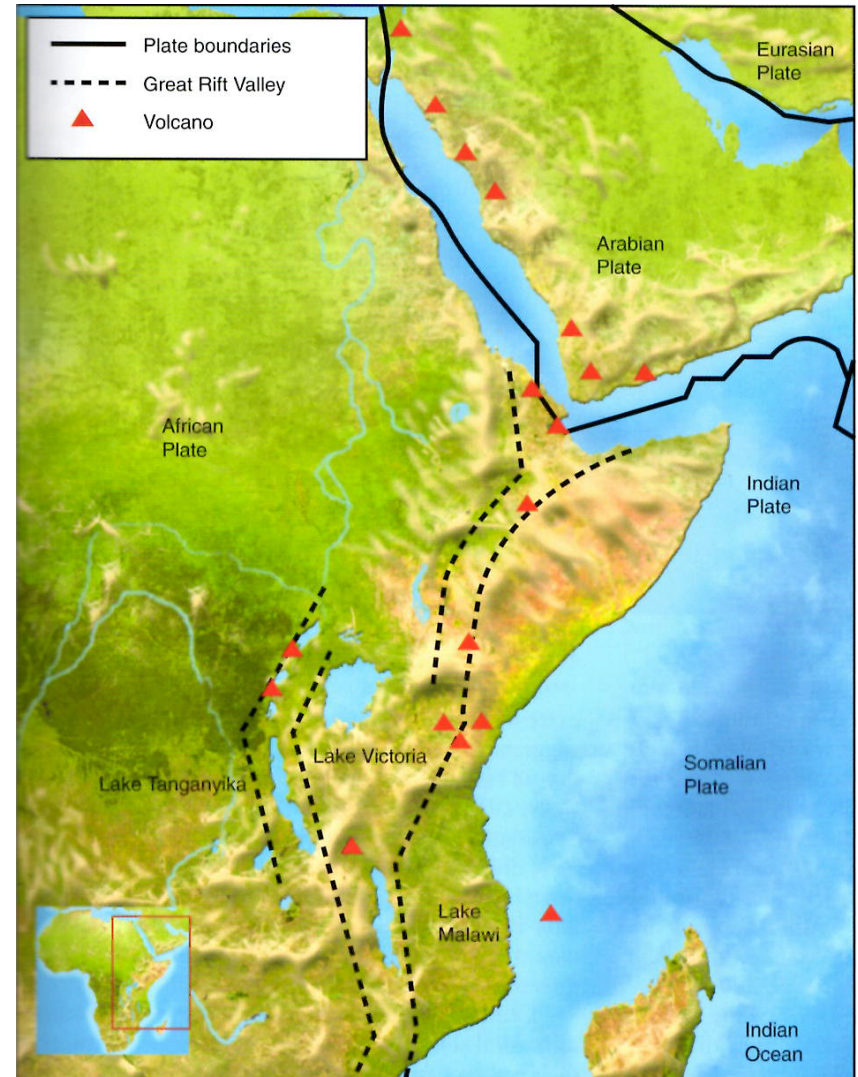 Plate boundaries
Great Rift Valley
Volcano
Eurasian
Plate
Arabian
Plate
African
Plate
Indian
Plate
Lake Victoria
Somalian
Plate
Lake Tanganyika
Lake
Malawi
Indian
Ocean